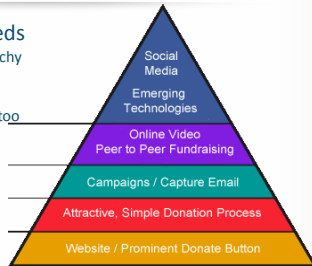 eds
chy
too
Social
Media
Emerging
Technologies
Online Video
Peer to Peer Fundraising
Campaigns / Capture Email
Attractive, Simple Donation Process
Website / Prominent Donate Button